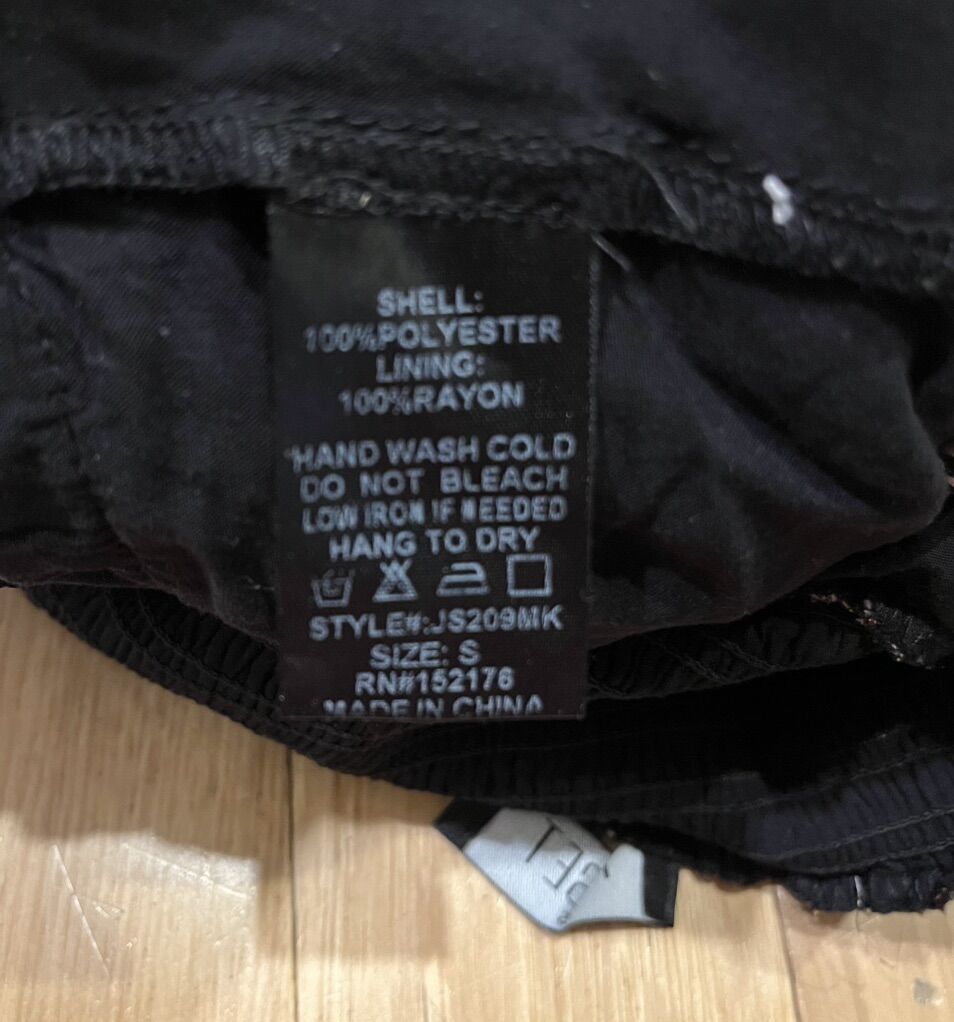 SHELL:
100%POLYESTER
LINING:
100%RAYON
HAND WASH COLD
DO NOT BLEACH
LOW IRON IF NEEDED
HANG TO DRY
STYLE#:JS209MK
SIZE: S
RN#152176
MADE IN CHINA